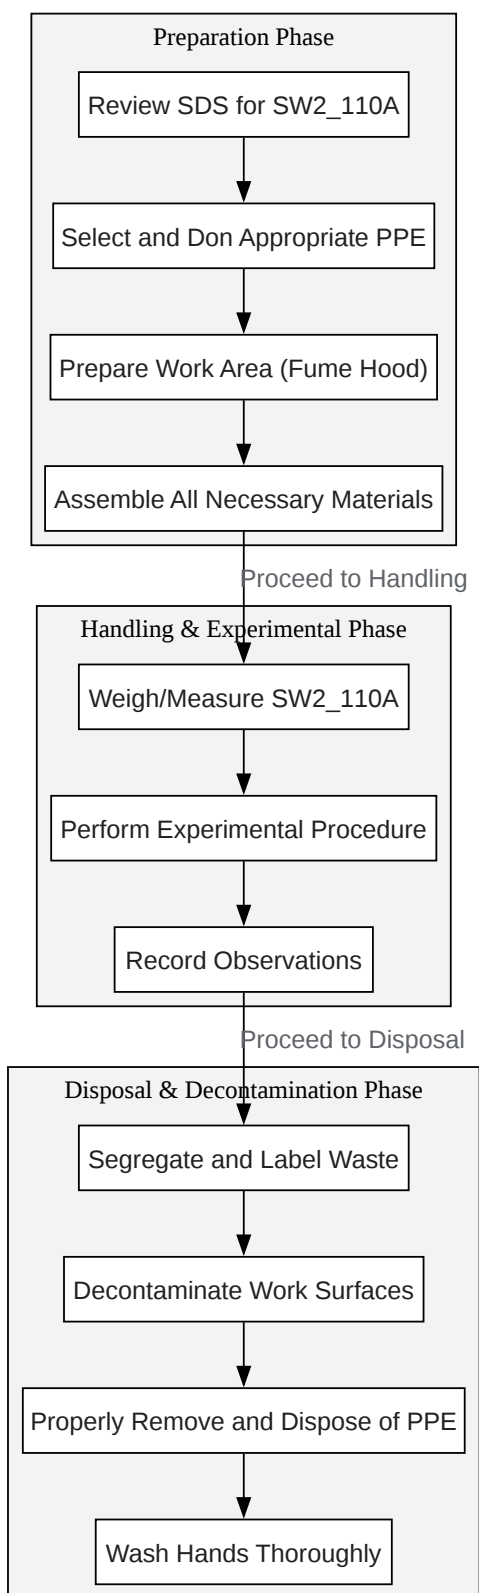 Preparation Phase
Review SDS for SW2_110A
Select and Don Appropriate PPE
Prepare Work Area (Fume Hood)
Assemble All Necessary Materials
Proceed to Handling
Handling & Experimental Phase
Weigh/Measure SW2_110A
Perform Experimental Procedure
Record Observations
Proceed to Disposal
Disposal & Decontamination Phase
Segregate and Label Waste
Decontaminate Work Surfaces
Properly Remove and Dispose of PPE
Wash Hands Thoroughly